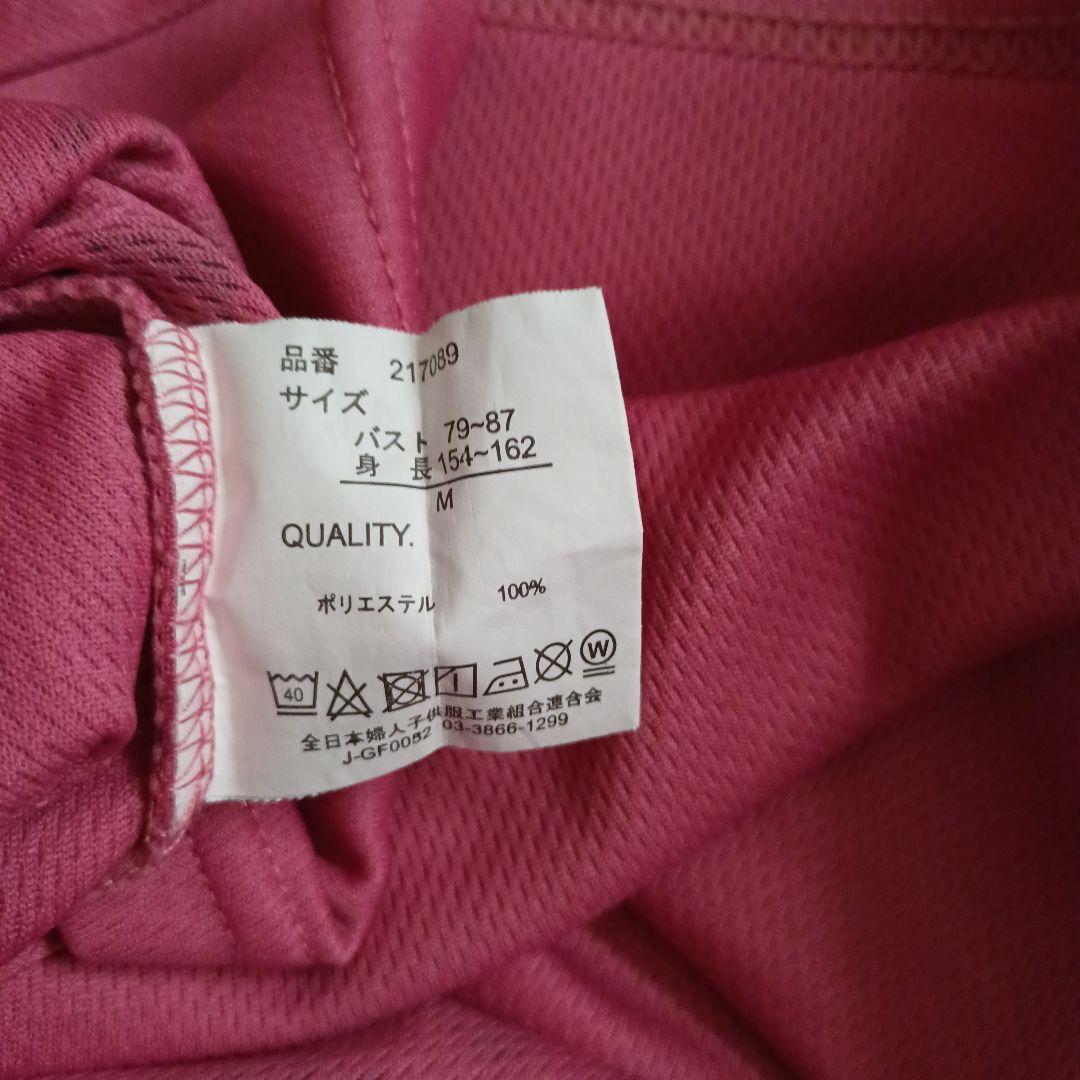 品番 217089
サイズ
バスト 79~87
身 長 154~162
M
QUALITY.
ポリエステル 100%
40 W
全日本婦人子供服工業組合連合会
J-GF0052 03-3866-1299